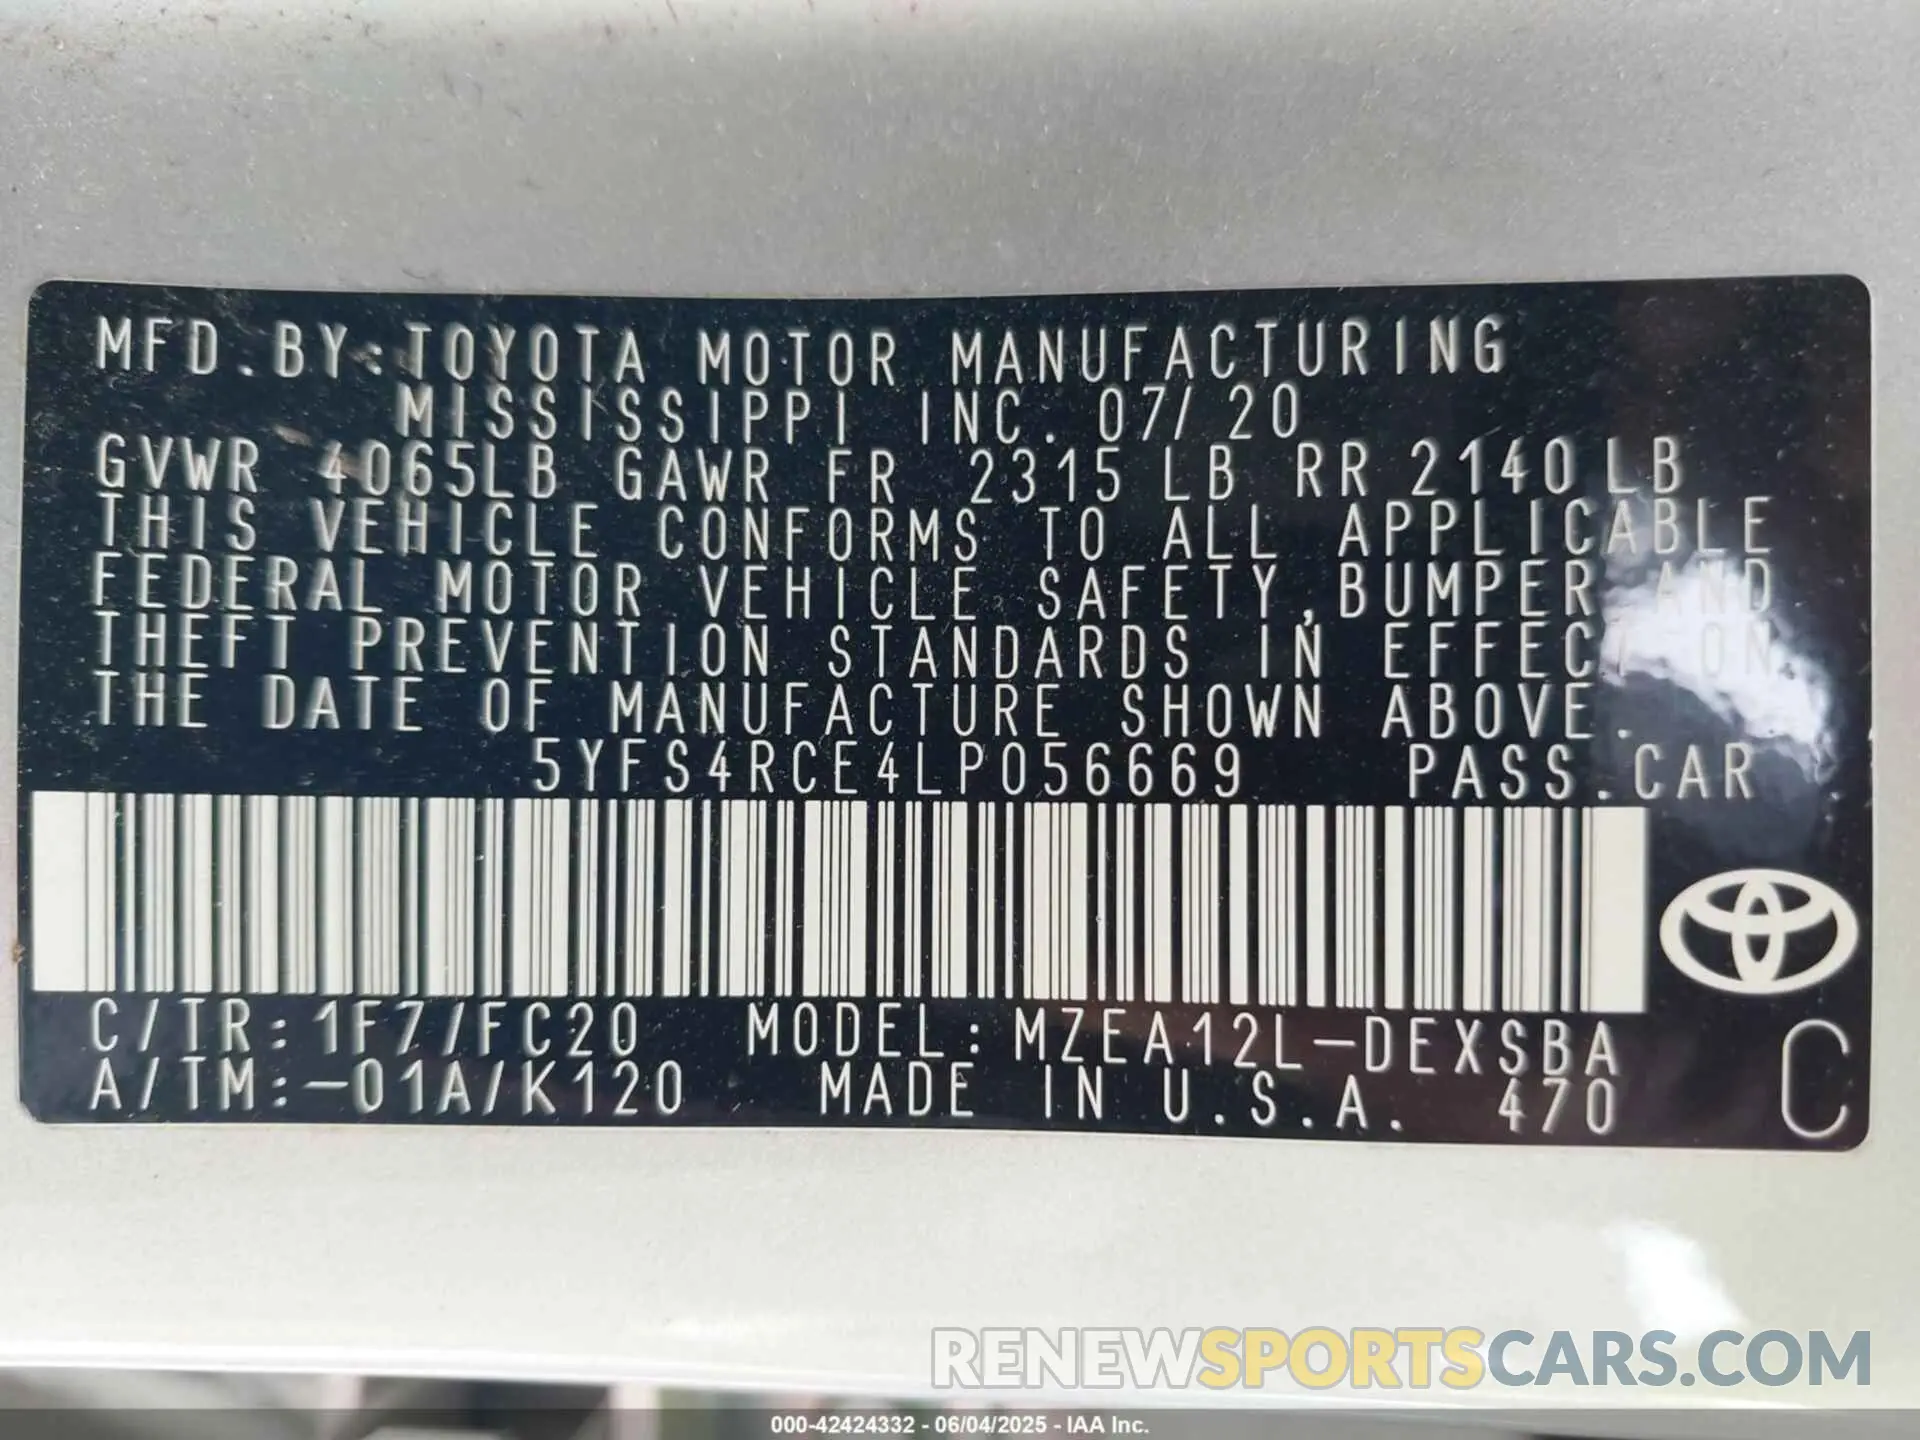 MFD.BY:TOYOTA MOTOR MANUFACTURING
MISSISSIPPI INC. 07/20
GVWR 4065LB GAWR FR 2315LB RR 2140LB
THIS VEHICLE CONFORMS TO ALL APPLICABLE
FEDERAL MOTOR VEHICLE SAFETY,BUMPER AND
THEFT PREVENTION STANDARDS IN EFFECT ON
THE DATE OF MANUFACTURE SHOWN ABOVE.
5YFS4RCE4LP056669 PASS.CAR
C/TR:1F7/FC20 MODEL:MZEA12L-DEXSBA
A/TM:-01A/K120 MADE IN U.S.A. 470 C
RENEWSPORTSCARS.COM
000-42424332 - 06/04/2025 - IAA Inc.